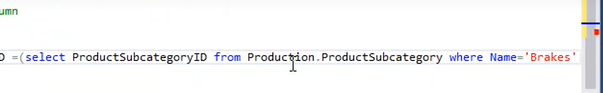 umn
D =(select ProductSubcategoryID from Production.ProductSubcategory where Name='Brakes'